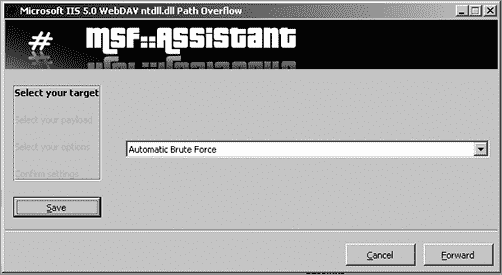 Microsoft IIS 5.0 WebDAV ntdll.dll Path Overflow
# MSF::Assistant
Select your target
Select your payload
Select your options
Confirm settings
Automatic Brute Force
Save
Cancel
Forward